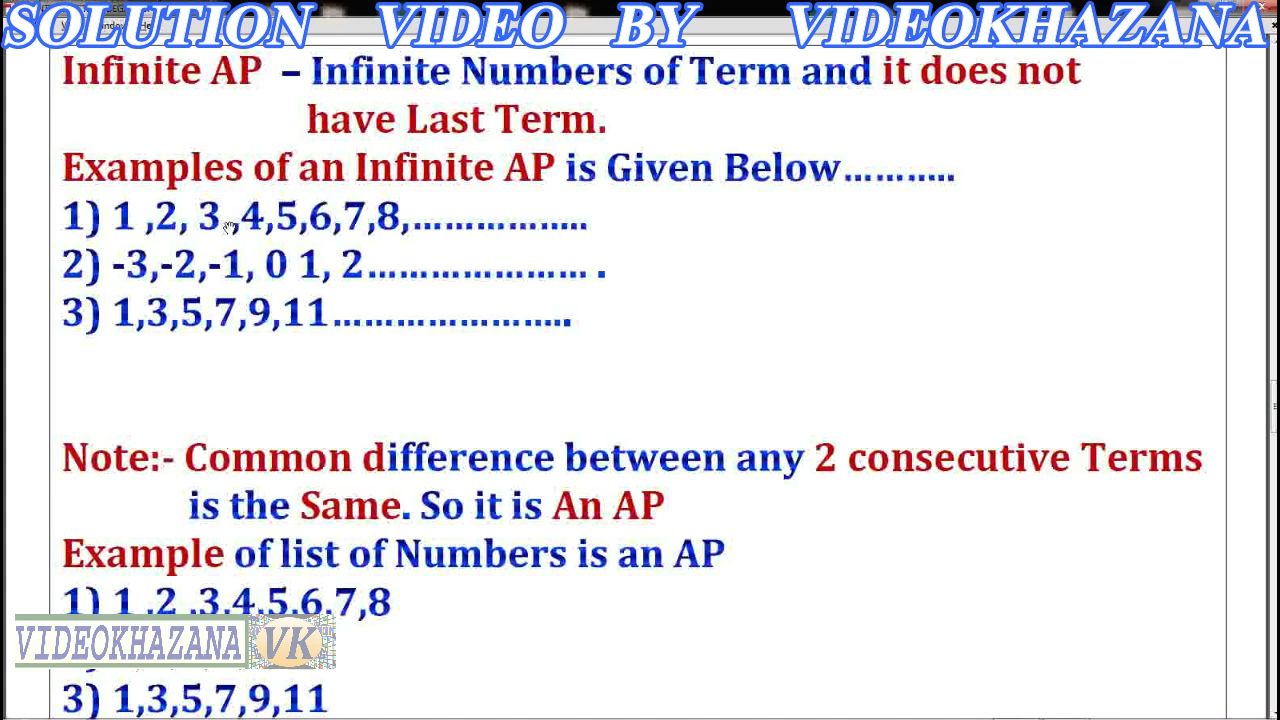 SOLUTION VIDEO BY VIDEOKHAZANA
Infinite AP – Infinite Numbers of Term and it does not
have Last Term.
Examples of an Infinite AP is Given Below...........
1) 1 ,2, 3 ,4,5,6,7,8,.................
2) -3,-2,-1, 0 1, 2..................... .
3) 1,3,5,7,9,11.......................
Note:- Common difference between any 2 consecutive Terms
is the Same. So it is An AP
Example of list of Numbers is an AP
1) 1 ,2 ,3,4,5,6,7,8
VIDEOKHAZANA VK
3) 1,3,5,7,9,11